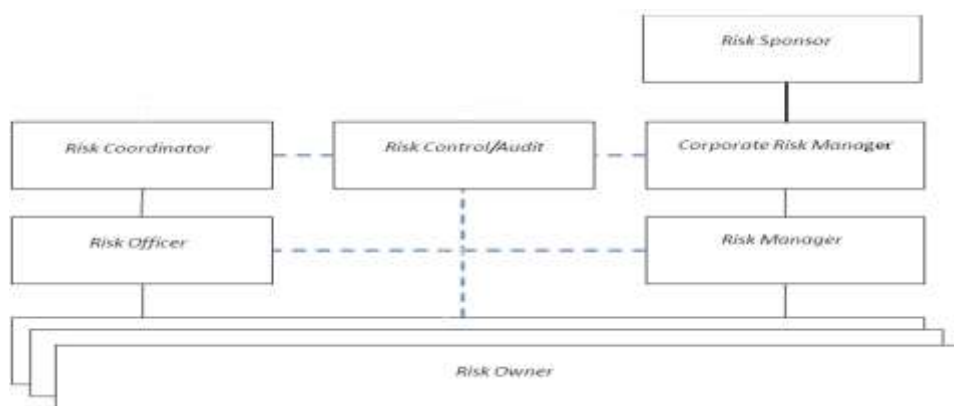 Risk Sponsor
Risk Coordinator
Risk Control/Audit
Corporate Risk Manager
Risk Officer
Risk Manager
Risk Owner